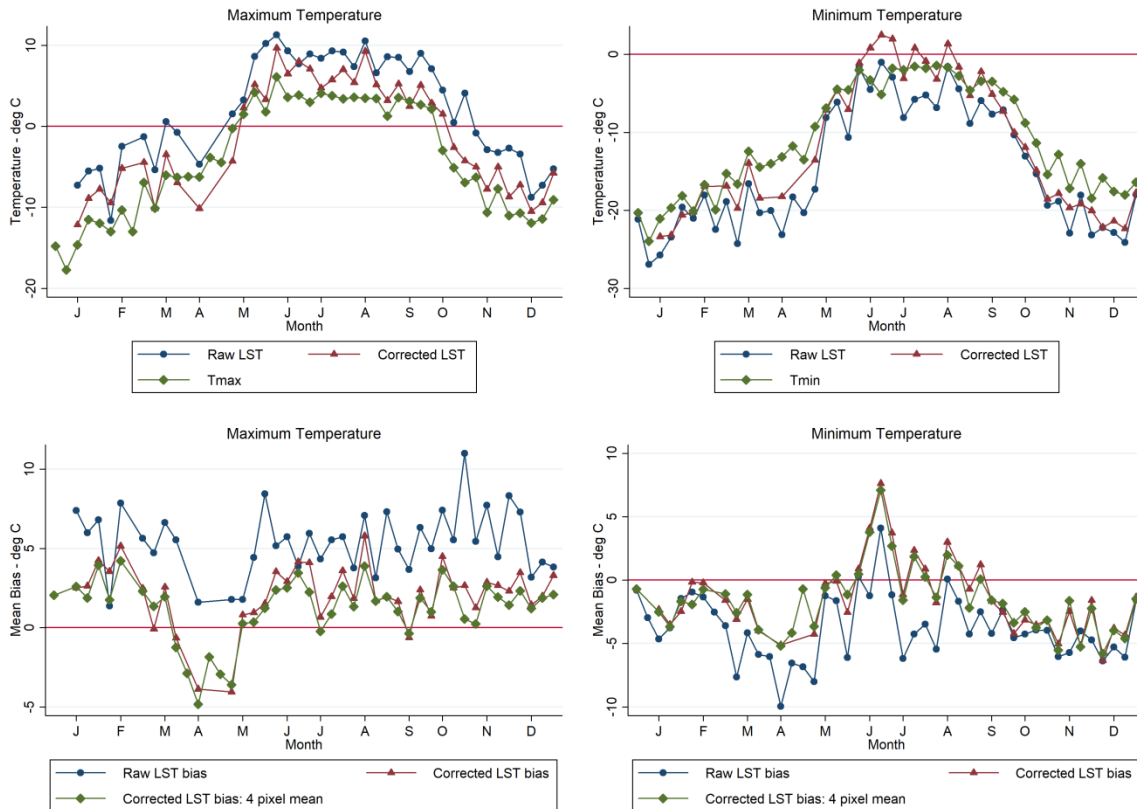 Maximum Temperature
Temperature - deg C
10
0
-10
-20
J F M A M J J A S O N D
Month
Raw LST
Corrected LST
Tmax
Minimum Temperature
Temperature - deg C
0
-10
-20
-30
J F M A M J J A S O N D
Month
Raw LST
Corrected LST
Tmin
Maximum Temperature
Mean Bias - deg C
10
5
0
-5
J F M A M J J A S O N D
Month
Raw LST bias
Corrected LST bias
Corrected LST bias: 4 pixel mean
Minimum Temperature
Mean Bias - deg C
10
5
0
-5
-10
J F M A M J J A S O N D
Month
Raw LST bias
Corrected LST bias
Corrected LST bias: 4 pixel mean